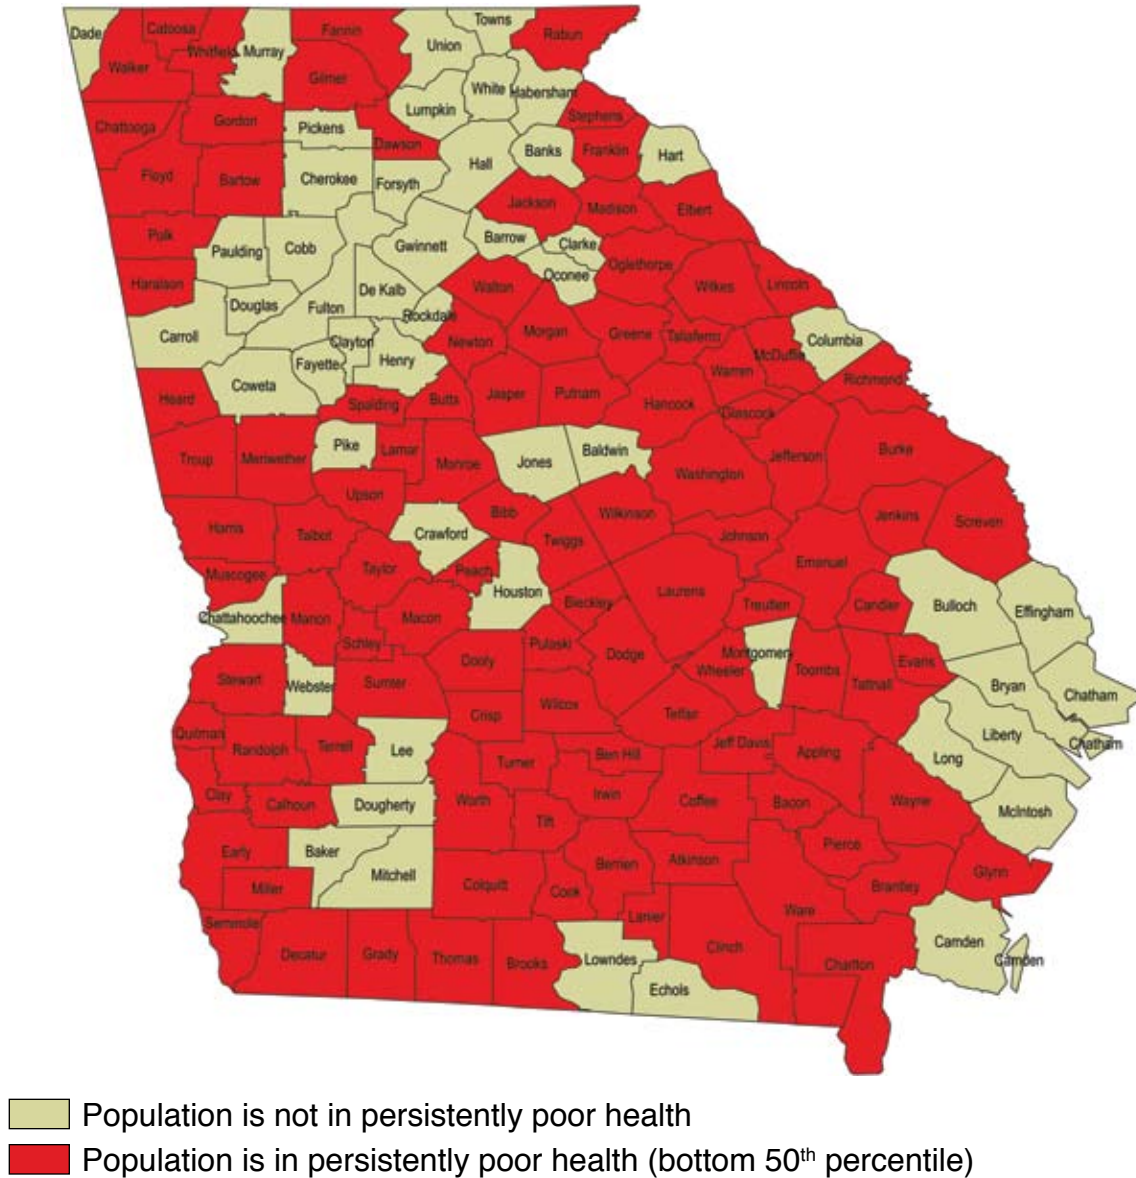 Towns
Dade
Catoosa
Fannin
Rabun
Union
Whitfield
Murray
Walker
Gilmer
White
Habersham
Lumpkin
Stephens
Chattooga
Gordon
Pickens
Dawson
Banks
Franklin
Hart
Hall
Floyd
Bartow
Cherokee
Forsyth
Jackson
Madison
Elbert
Polk
Paulding
Cobb
Gwinnett
Barrow
Clarke
Oglethorpe
Oconee
Haralson
De Kalb
Walton
Wilkes
Lincoln
Douglas
Fulton
Rockdale
Carroll
Clayton
Newton
Morgan
Greene
Taliaferro
Columbia
McDuffie
Fayette
Henry
Warren
Richmond
Coweta
Heard
Spalding
Butts
Jasper
Putnam
Hancock
Glascock
Pike
Lamar
Troup
Meriwether
Monroe
Jones
Baldwin
Jefferson
Burke
Washington
Upson
Harris
Talbot
Crawford
Bibb
Wilkinson
Jenkins
Screven
Twiggs
Johnson
Muscogee
Taylor
Peach
Emanuel
Houston
Laurens
Bleckley
Treutlen
Candler
Bulloch
Effingham
Chattahoochee
Marion
Macon
Schley
Pulaski
Dodge
Montgomery
Wheeler
Toombs
Evans
Tattnall
Stewart
Webster
Sumter
Dooly
Bryan
Chatham
Crisp
Wilcox
Telfair
Quitman
Randolph
Terrell
Lee
Turner
Ben Hill
Jeff Davis
Appling
Long
Liberty
Chatham
Clay
Calhoun
Dougherty
Worth
Irwin
Coffee
Bacon
Wayne
McIntosh
Tift
Early
Baker
Mitchell
Berrien
Atkinson
Pierce
Miller
Colquitt
Cook
Brantley
Glynn
Seminole
Lanier
Ware
Decatur
Grady
Thomas
Brooks
Lowndes
Clinch
Charlton
Camden
Camden
Echols
Population is not in persistently poor health
Population is in persistently poor health (bottom 50th percentile)